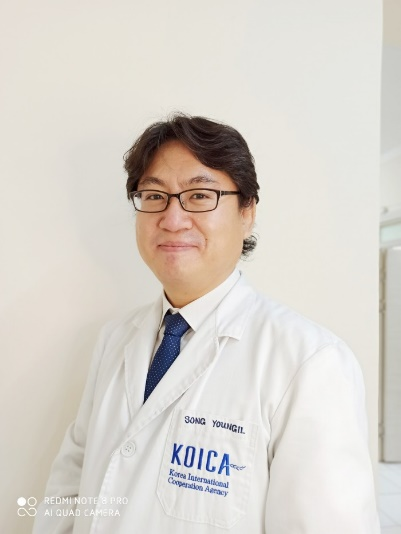 SONG YOUNGIL
KOICA
Korea International
Cooperation Agency
REDMI NOTE 8 PRO
AI QUAD CAMERA